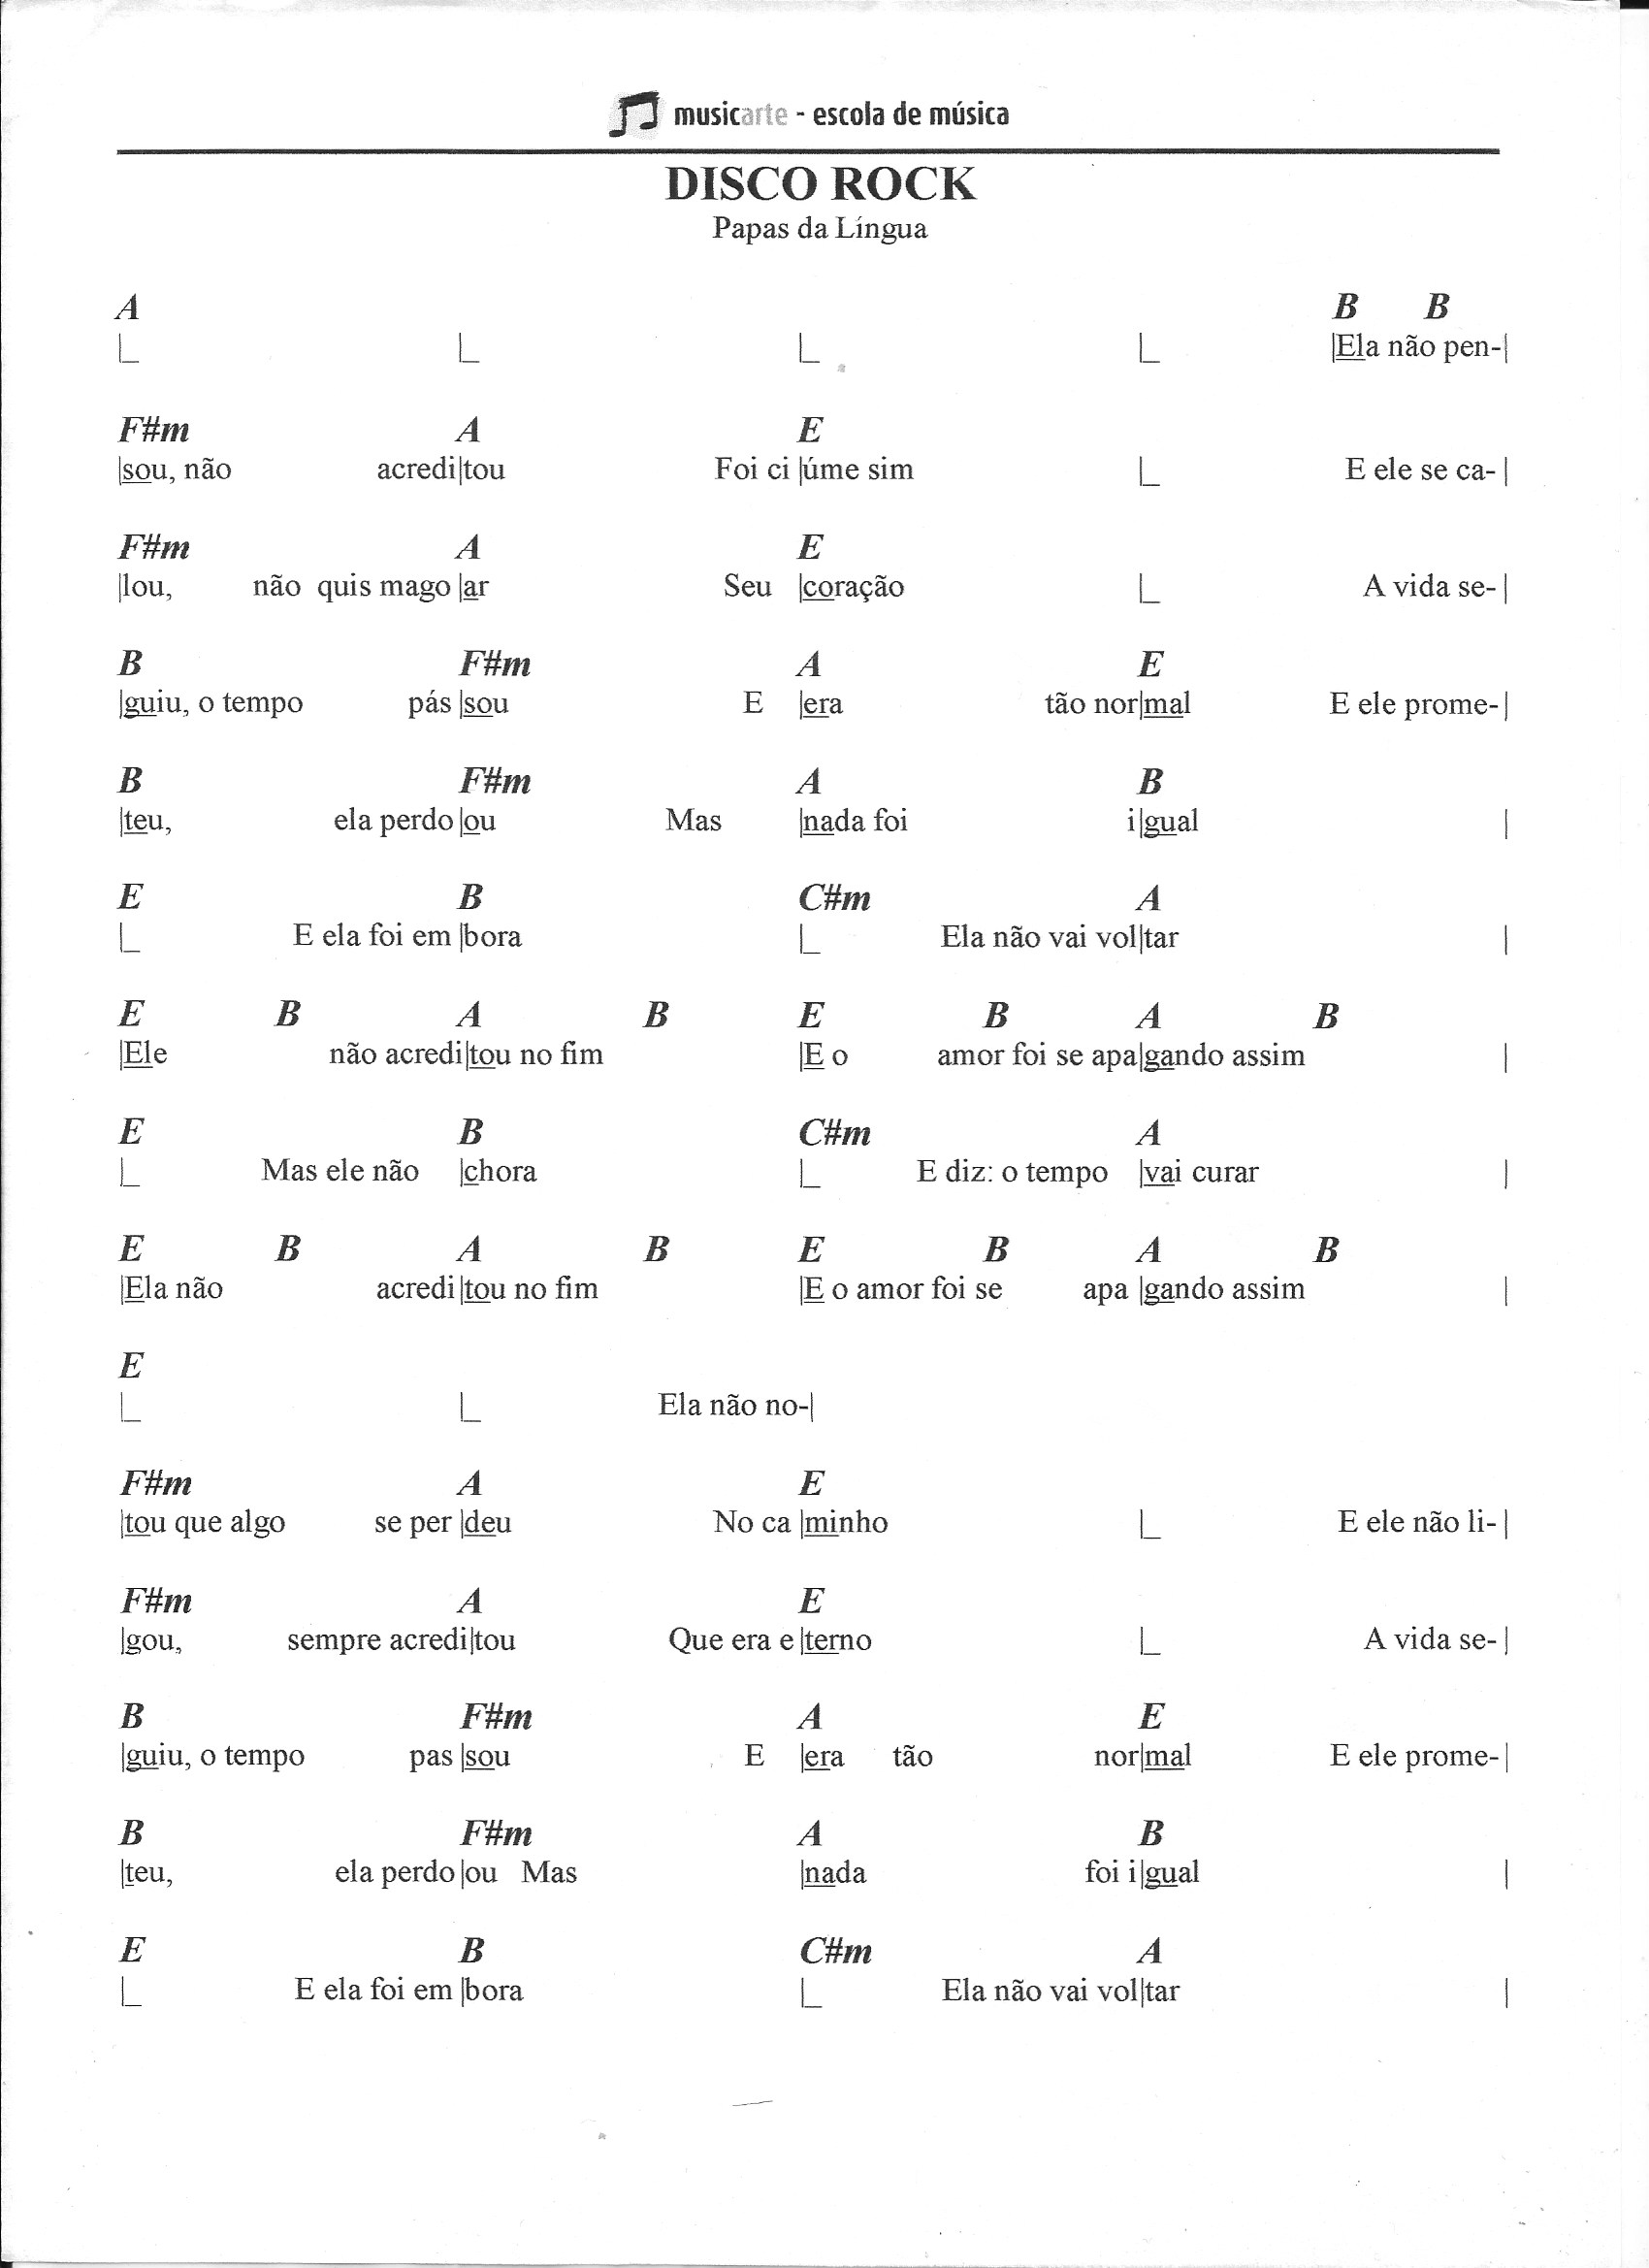 musicarte - escola de música
DISCO ROCK
Papas da Língua
A B B
|_ |_ |_ |_ |Ela não pen-|
F#m A E
|sou, não acredi|tou Foi ci |úme sim |_ E ele se ca- |
F#m A E
|lou, não quis mago |ar Seu |coração |_ A vida se- |
B F#m A E
|guiu, o tempo pás |sou E |era tão nor|mal E ele prome- |
B F#m A B
|teu, ela perdo |ou Mas |nada foi i|gual |
E B C#m A
|_ E ela foi em |bora |_ Ela não vai vol|tar |
E B A B E B A B
|Ele não acredi|tou no fim |E o amor foi se apa|gando assim |
E B C#m A
|_ Mas ele não |chora |_ E diz: o tempo |vai curar |
E B A B E B A B
|Ela não acredi |tou no fim |E o amor foi se apa |gando assim |
E
|_ |_ Ela não no-|
F#m A E
|tou que algo se per |deu No ca |minho |_ E ele não li- |
F#m A E
|gou, sempre acredi|tou Que era e |terno |_ A vida se- |
B F#m A E
|guiu, o tempo pas |sou E |era tão nor|mal E ele prome- |
B F#m A B
|teu, ela perdo |ou Mas |nada foi i|gual |
E B C#m A
|_ E ela foi em |bora |_ Ela não vai vol|tar |